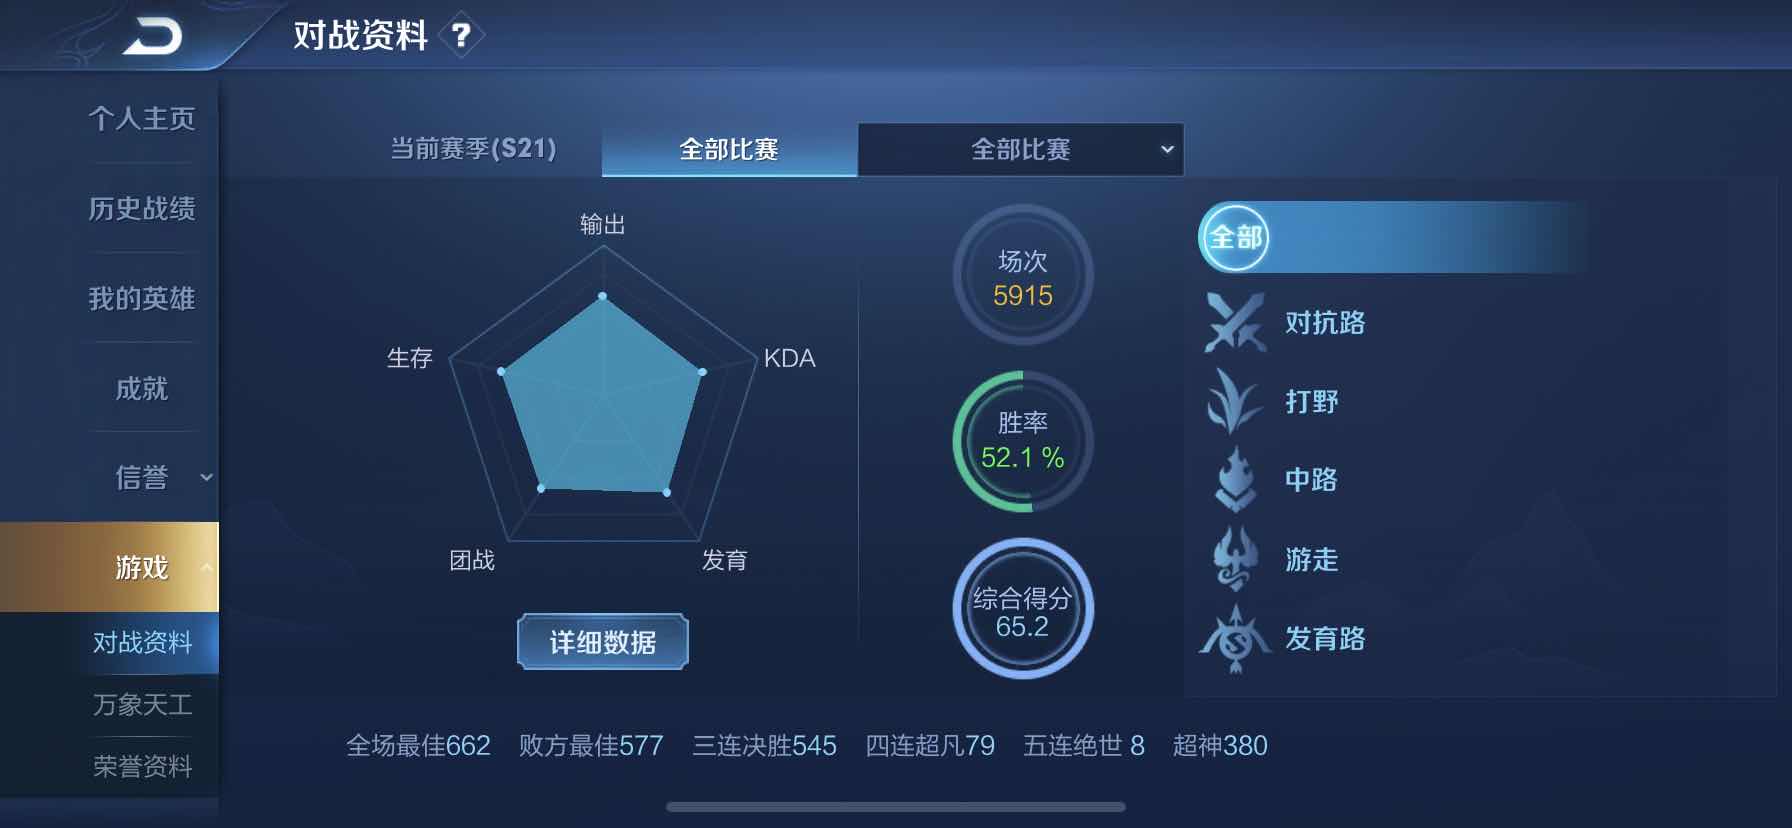 对战资料 ?
个人主页
历史战绩
我的英雄
成就
信誉
游戏
对战资料
万象天工
荣誉资料
当前赛季(S21)
全部比赛
全部比赛
输出
KDA
生存
团战
发育
详细数据
场次
5915
胜率
52.1 %
综合得分
65.2
全部
对抗路
打野
中路
游走
发育路
全场最佳662 败方最佳577 三连决胜545 四连超凡79 五连绝世 8 超神380